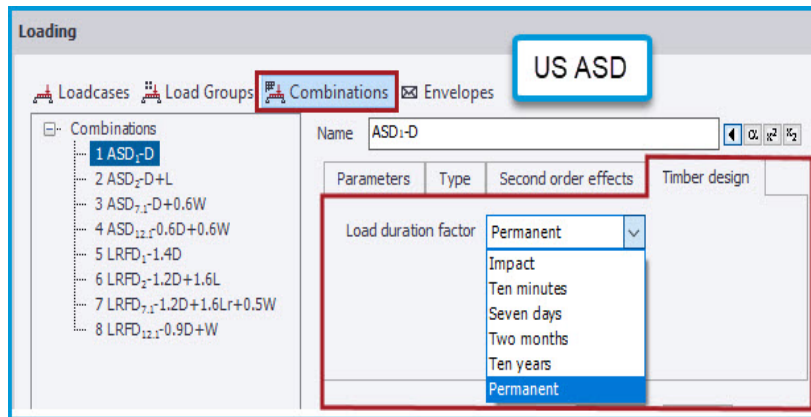 Loading
US ASD
Loadcases Load Groups Combinations Envelopes
Combinations
1 ASD₁-D
2 ASD₂-D+L
3 ASD₇.₁-D+0.6W
4 ASD₁₂.₁-0.6D+0.6W
5 LRFD₁-1.4D
6 LRFD₂-1.2D+1.6L
7 LRFD₇.₁-1.2D+1.6Lr+0.5W
8 LRFD₁₂.₁-0.9D+W
Name ASD₁-D α x² x₂
Parameters Type Second order effects Timber design
Load duration factor Permanent
Impact
Ten minutes
Seven days
Two months
Ten years
Permanent